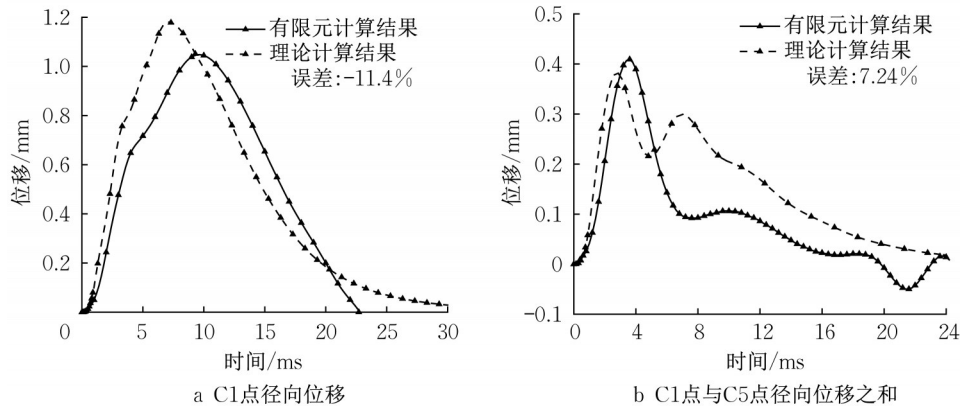 1.2
1.0
0.8
0.6
0.4
0.2
0
5
10
15
20
25
30
位移/mm
时间/ms
有限元计算结果
理论计算结果
误差:-11.4%
a C1点径向位移
0.5
0.4
0.3
0.2
0.1
0
-0.1
0
4
8
12
16
20
24
位移/mm
时间/ms
有限元计算结果
理论计算结果
误差:7.24%
b C1点与C5点径向位移之和